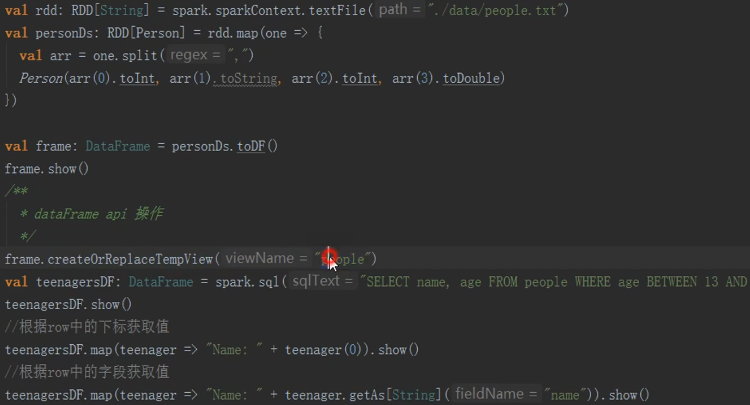 val rdd: RDD[String] = spark.sparkContext.textFile( path = "./data/people.txt")
val personDs: RDD[Person] = rdd.map(one => {
  val arr = one.split( regex = ",")
  Person(arr(0).toInt, arr(1).toString, arr(2).toInt, arr(3).toDouble)
})
val frame: DataFrame = personDs.toDF()
frame.show()
/**
  * dataFrame api 操作
  */
frame.createOrReplaceTempView( viewName = "people")
val teenagersDF: DataFrame = spark.sql( sqlText = "SELECT name, age FROM people WHERE age BETWEEN 13 AND
teenagersDF.show()
//根据row中的下标获取值
teenagersDF.map(teenager => "Name: " + teenager(0)).show()
//根据row中的字段获取值
teenagersDF.map(teenager => "Name: " + teenager.getAs[String]( fieldName = "name")).show()